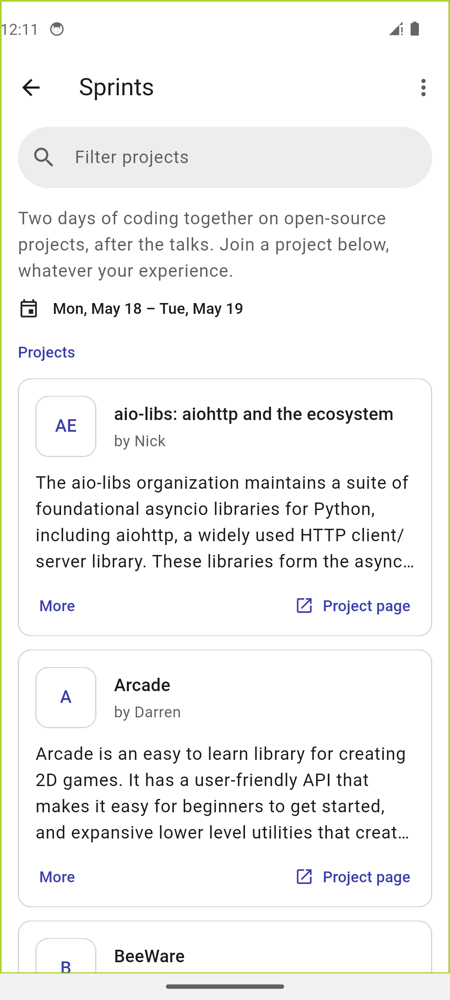 12:11
Sprints
Filter projects
Two days of coding together on open-source
projects, after the talks. Join a project below,
whatever your experience.
Mon, May 18 – Tue, May 19
Projects
AE
aio-libs: aiohttp and the ecosystem
by Nick
The aio-libs organization maintains a suite of
foundational asyncio libraries for Python,
including aiohttp, a widely used HTTP client/
server library. These libraries form the async…
More
Project page
A
Arcade
by Darren
Arcade is an easy to learn library for creating
2D games. It has a user-friendly API that
makes it easy for beginners to get started,
and expansive lower level utilities that creat…
More
Project page
B
BeeWare